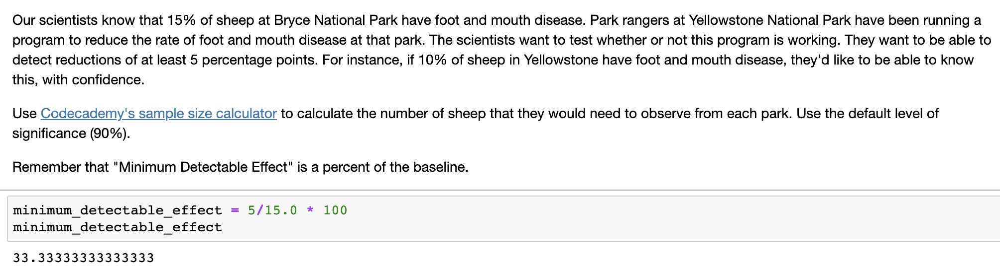 Our scientists know that 15% of sheep at Bryce National Park have foot and mouth disease. Park rangers at Yellowstone National Park have been running a
program to reduce the rate of foot and mouth disease at that park. The scientists want to test whether or not this program is working. They want to be able to
detect reductions of at least 5 percentage points. For instance, if 10% of sheep in Yellowstone have foot and mouth disease, they'd like to be able to know
this, with confidence.
Use Codecademy's sample size calculator to calculate the number of sheep that they would need to observe from each park. Use the default level of
significance (90%).
Remember that "Minimum Detectable Effect" is a percent of the baseline.
minimum_detectable_effect = 5/15.0 * 100
minimum_detectable_effect
33.33333333333333